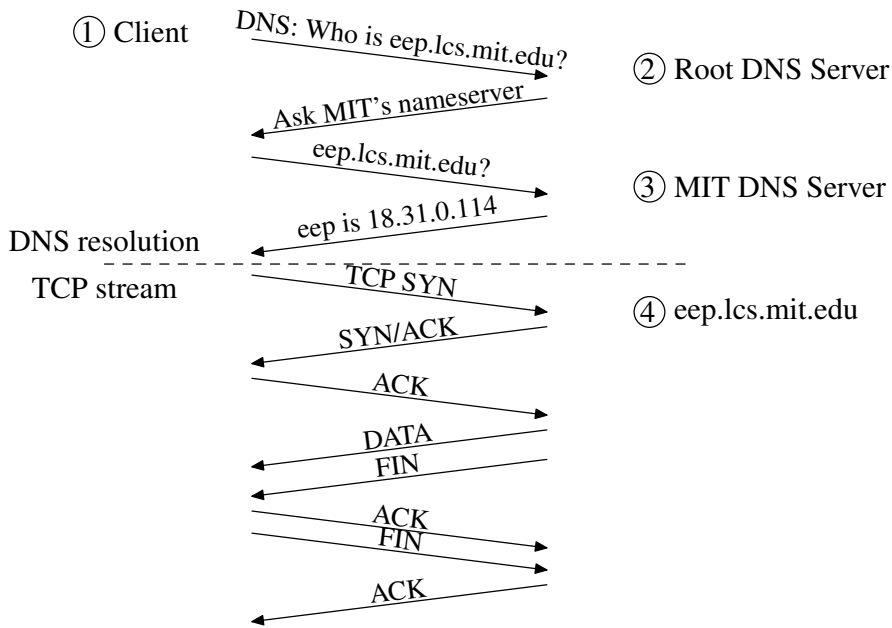 ① Client
DNS: Who is eep.lcs.mit.edu?
② Root DNS Server
Ask MIT's nameserver
eep.lcs.mit.edu?
③ MIT DNS Server
eep is 18.31.0.114
DNS resolution
TCP stream
TCP SYN
④ eep.lcs.mit.edu
SYN/ACK
ACK
DATA
FIN
ACK
FIN
ACK